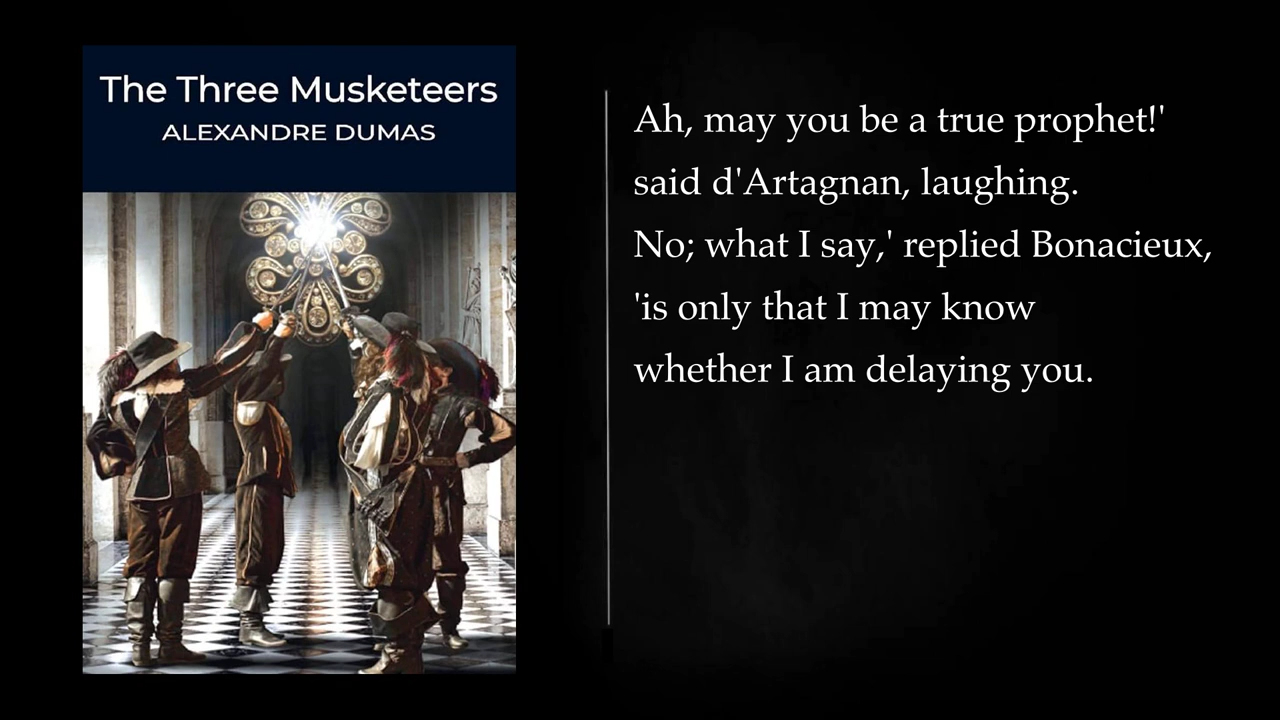 The Three Musketeers
ALEXANDRE DUMAS
Ah, may you be a true prophet!'
said d'Artagnan, laughing.
No; what I say,' replied Bonacieux,
'is only that I may know
whether I am delaying you.